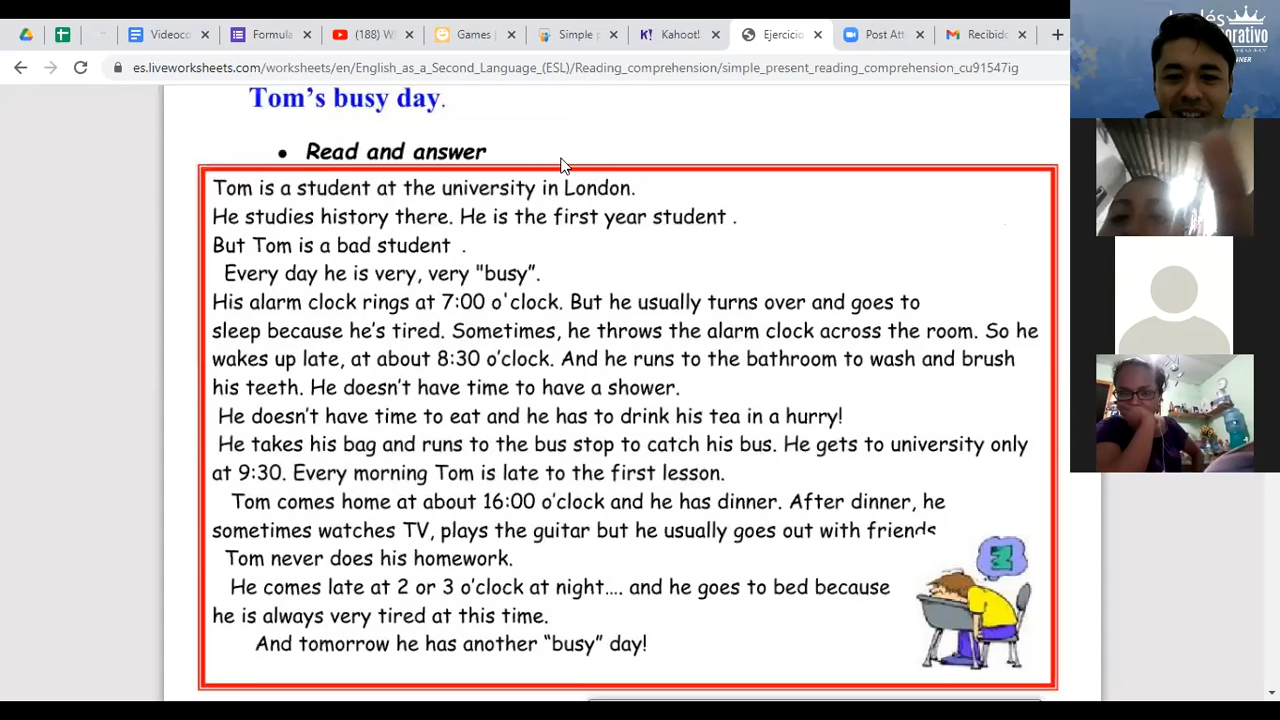 Videoco
Formula
(188) W
Games
Simple p
K!
Kahoot!
Ejercicio
Post Att
Recibido
es.liveworksheets.com/worksheets/en/English_as_a_Second_Language_(ESL)/Reading_comprehension/simple_present_reading_comprehension_cu91547ig
Tom's busy day.
• Read and answer
Tom is a student at the university in London.
He studies history there. He is the first year student .
But Tom is a bad student .
Every day he is very, very "busy".
His alarm clock rings at 7:00 o'clock. But he usually turns over and goes to
sleep because he's tired. Sometimes, he throws the alarm clock across the room. So he
wakes up late, at about 8:30 o'clock. And he runs to the bathroom to wash and brush
his teeth. He doesn't have time to have a shower.
He doesn't have time to eat and he has to drink his tea in a hurry!
He takes his bag and runs to the bus stop to catch his bus. He gets to university only
at 9:30. Every morning Tom is late to the first lesson.
Tom comes home at about 16:00 o'clock and he has dinner. After dinner, he
sometimes watches TV, plays the guitar but he usually goes out with friends
Tom never does his homework.
He comes late at 2 or 3 o'clock at night.... and he goes to bed because
he is always very tired at this time.
And tomorrow he has another "busy" day!